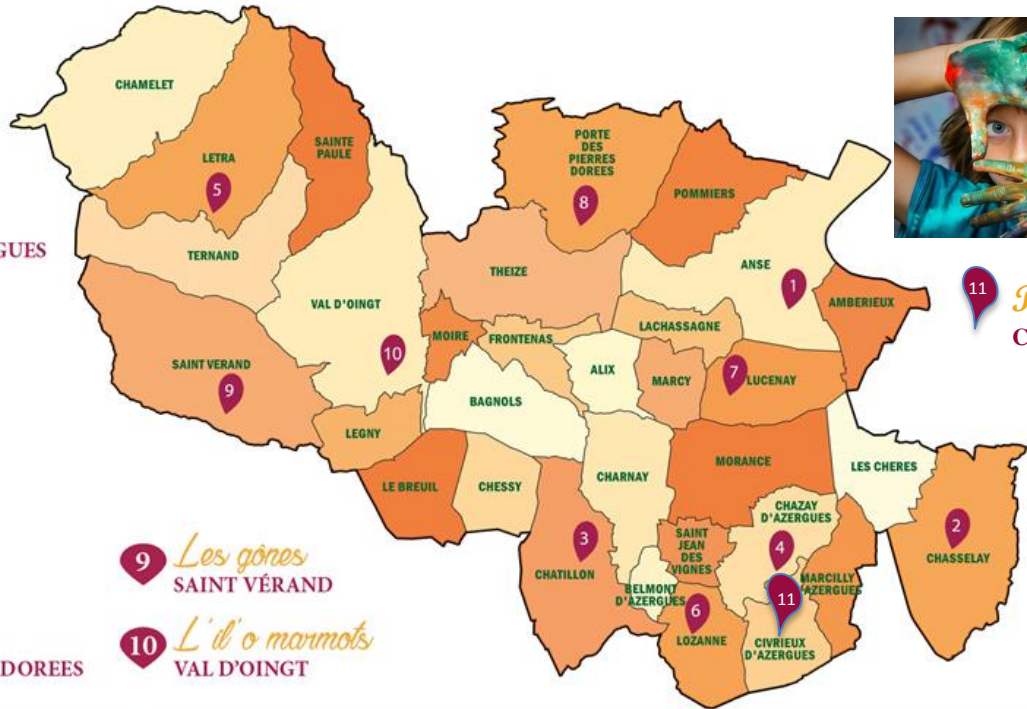 CHAMELET
LETRA
5
SAINTE
PAULE
TERNAND
VAL D'OINGT
10
SAINT VERAND
9
LEGNY
LE BREUIL
PORTE
DES
PIERRES
DOREES
8
POMMIERS
THEIZE
ANSE
1
AMBERIEUX
MOIRE
FRONTENAS
LACHASSAGNE
ALIX
MARCY
7
LUCENAY
BAGNOLS
CHESSY
CHARNAY
MORANCE
LES CHERES
CHATILLON
3
SAINT
JEAN
DES
VIGNES
CHAZAY
D'AZERGUES
4
2
CHASSELAY
BELMONT
D'AZERGUES
6
LOZANNE
11
MARCILLY
D'AZERGUES
CIVRIEUX
D'AZERGUES
GUES
9 Les gônes
SAINT VÉRAND
10 L'il'o marmots
VAL D'OINGT
DOREES
11
C